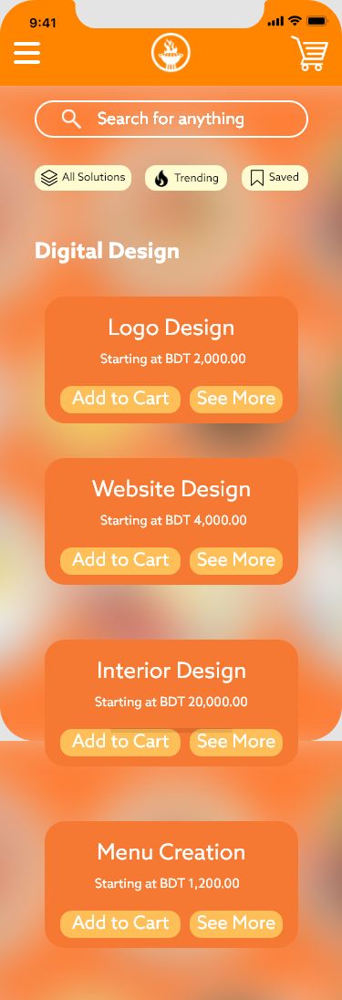 9:41
Search for anything
All Solutions Trending Saved
Digital Design
Logo Design
Starting at BDT 2,000.00
Add to Cart See More
Website Design
Starting at BDT 4,000.00
Add to Cart See More
Interior Design
Starting at BDT 20,000.00
Add to Cart See More
Menu Creation
Starting at BDT 1,200.00
Add to Cart See More